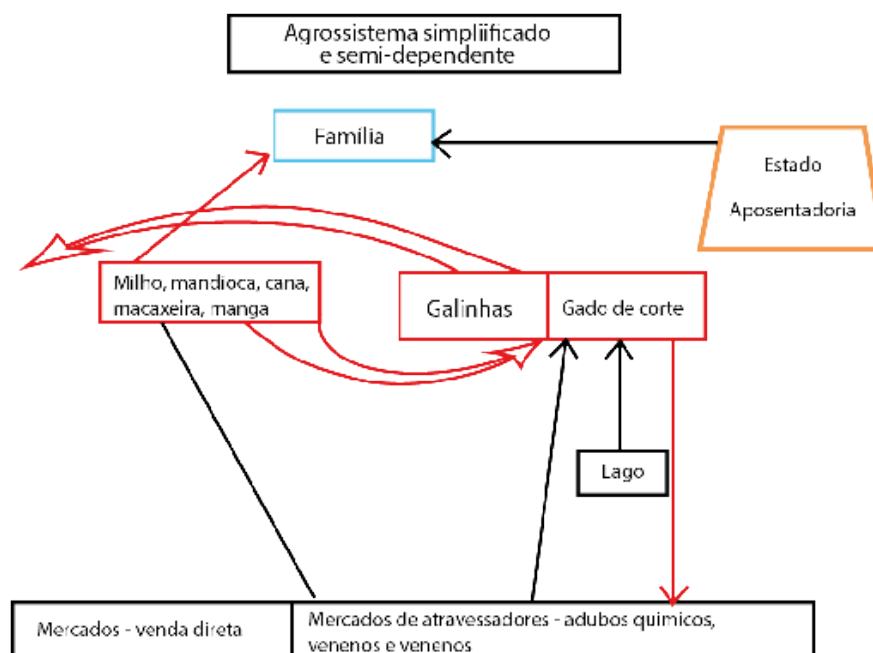 Agrossistema simpliificado
e semi-dependente
Família
Estado
Aposentadoria
Milho, mandioca, cana,
macaxeira, manga
Galinhas
Gado de corte
Lago
Mercados - venda direta
Mercados de atravessadores - adubos quimicos,
venenos e venenos